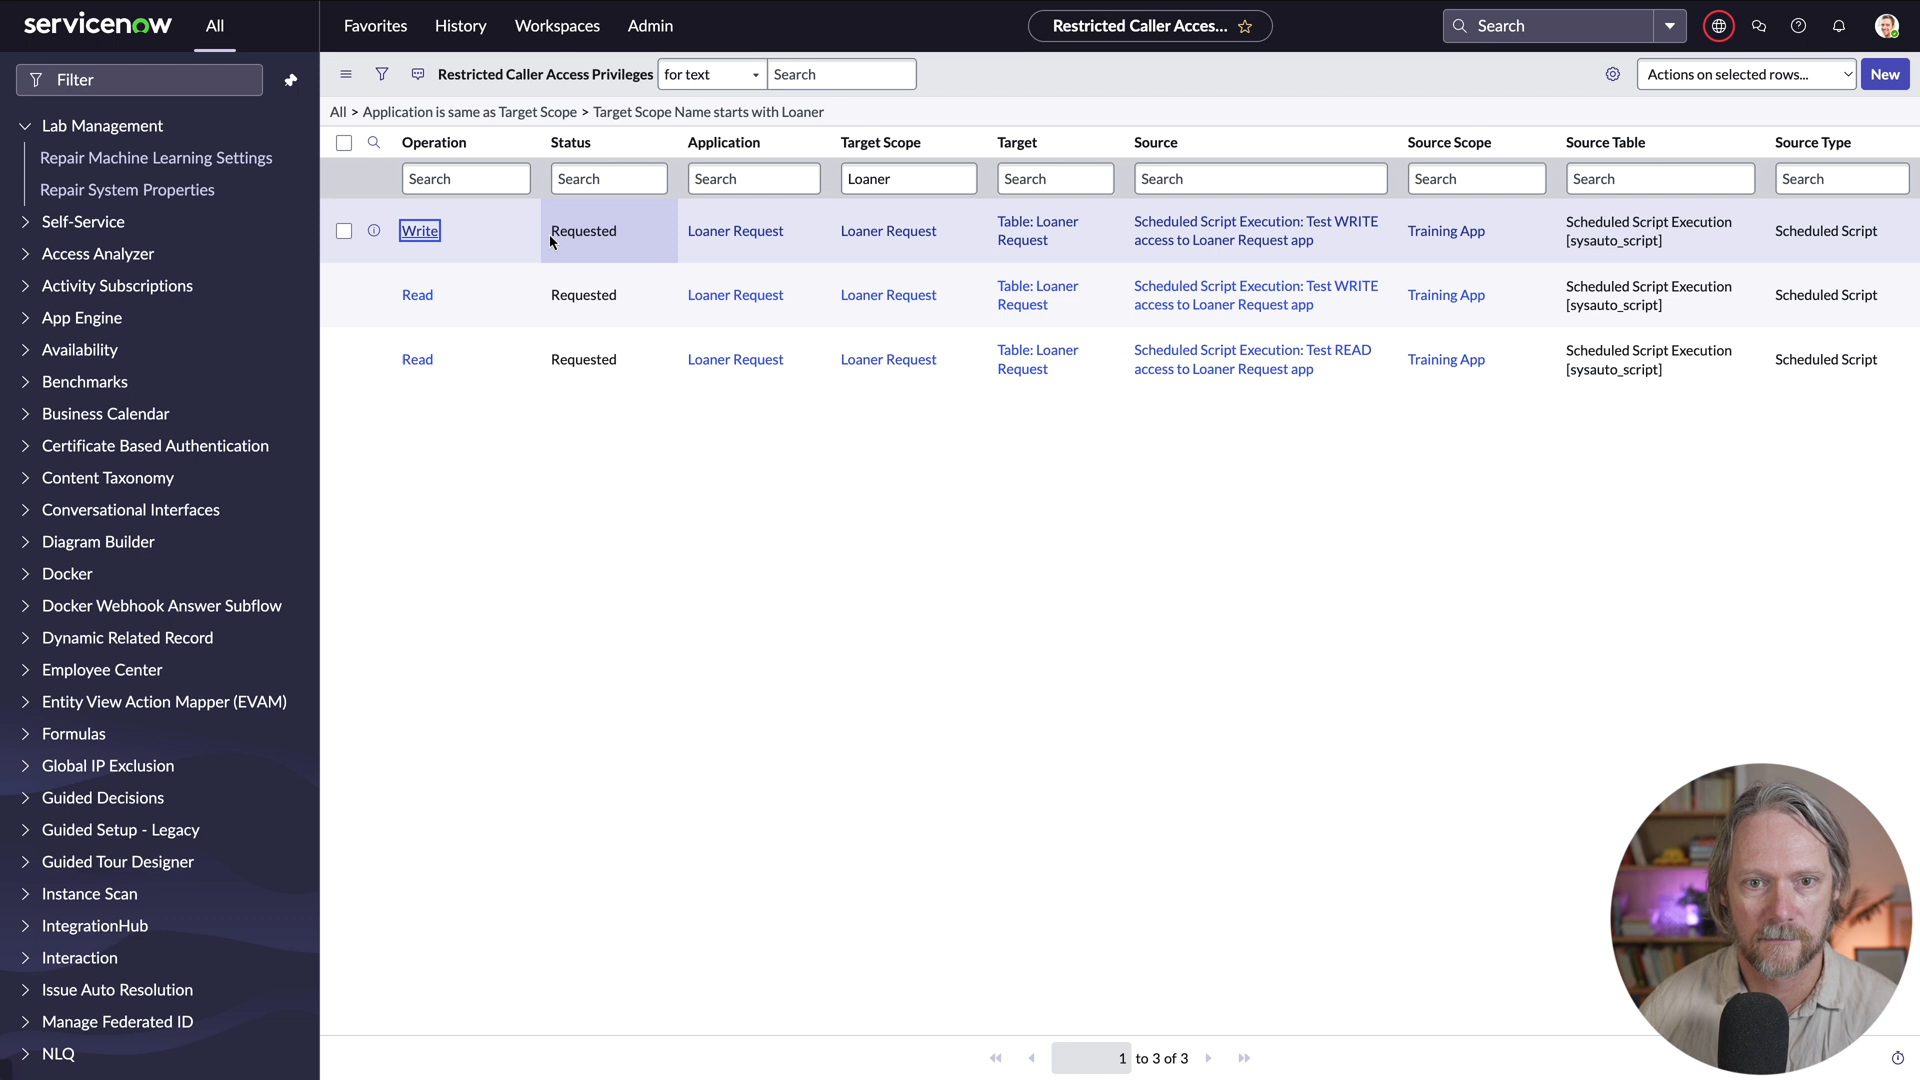 servicenow All Favorites History Workspaces Admin Restricted Caller Acces... Search
Filter
Lab Management
Repair Machine Learning Settings
Repair System Properties
Self-Service
Access Analyzer
Activity Subscriptions
App Engine
Availability
Benchmarks
Business Calendar
Certificate Based Authentication
Content Taxonomy
Conversational Interfaces
Diagram Builder
Docker
Docker Webhook Answer Subflow
Dynamic Related Record
Employee Center
Entity View Action Mapper (EVAM)
Formulas
Global IP Exclusion
Guided Decisions
Guided Setup - Legacy
Guided Tour Designer
Instance Scan
IntegrationHub
Interaction
Issue Auto Resolution
Manage Federated ID
NLQ
Restricted Caller Access Privileges for text Search Actions on selected rows... New
All > Application is same as Target Scope > Target Scope Name starts with Loaner
Operation Status Application Target Scope Target Source Source Scope Source Table Source Type
Search Search Search Loaner Search Search Search Search Search
Write Requested Loaner Request Loaner Request Table: Loaner Request Scheduled Script Execution: Test WRITE access to Loaner Request app Training App Scheduled Script Execution [sysauto_script] Scheduled Script
Read Requested Loaner Request Loaner Request Table: Loaner Request Scheduled Script Execution: Test WRITE access to Loaner Request app Training App Scheduled Script Execution [sysauto_script] Scheduled Script
Read Requested Loaner Request Loaner Request Table: Loaner Request Scheduled Script Execution: Test READ access to Loaner Request app Training App Scheduled Script Execution [sysauto_script] Scheduled Script
1 to 3 of 3